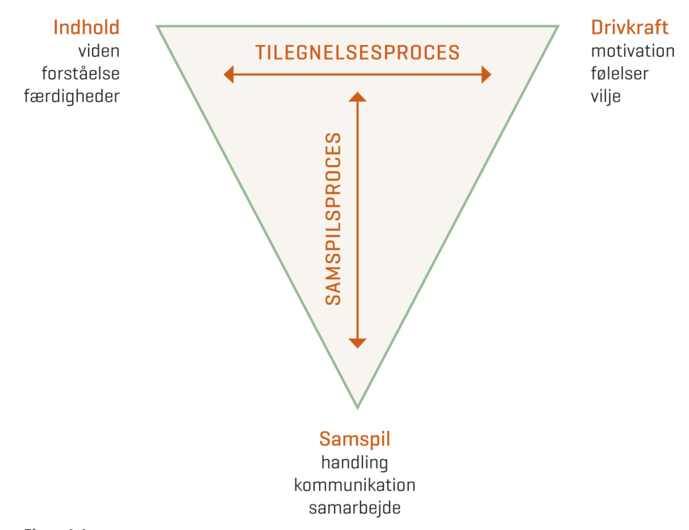 Indhold
viden
forståelse
færdigheder
Drivkraft
motivation
følelser
vilje
TILEGNELSESPROCES
SAMSPILSPROCES
Samspil
handling
kommunikation
samarbejde